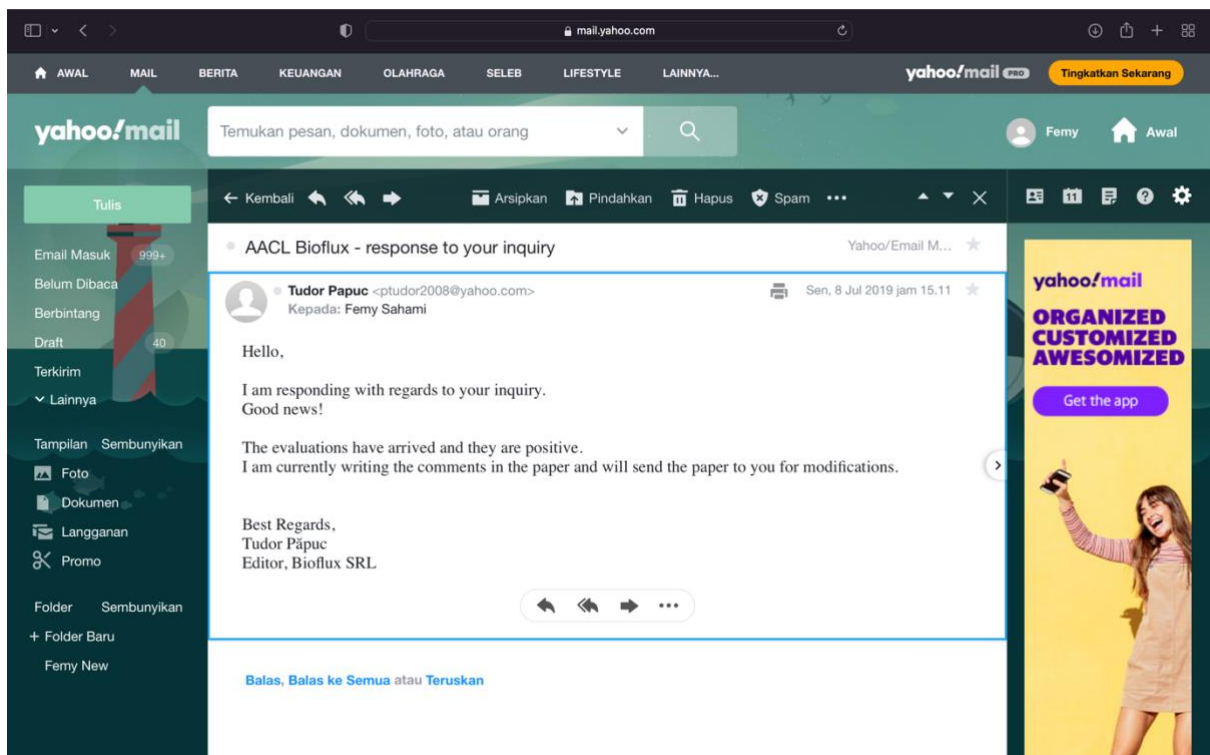 mail.yahoo.com
AWAL MAIL BERITA KEUANGAN OLAHRAGA SELEB LIFESTYLE LAINNYA... yahoo!mail PRO Tingkatkan Sekarang
yahoo!mail Temukan pesan, dokumen, foto, atau orang Femy Awal
Tulis
Email Masuk 999+
Belum Dibaca
Berbintang
Draft 40
Terkirim
Lainnya
Tampilan Sembunyikan
Foto
Dokumen
Langganan
Promo
Folder Sembunyikan
+ Folder Baru
Femy New
Kembali Arsipkan Pindahkan Hapus Spam
11
AACL Bioflux - response to your inquiry Yahoo/Email M...
Tudor Papuc <ptudor2008@yahoo.com> Sen, 8 Jul 2019 jam 15.11
Kepada: Femy Sahami
Hello,
I am responding with regards to your inquiry.
Good news!
The evaluations have arrived and they are positive.
I am currently writing the comments in the paper and will send the paper to you for modifications.
Best Regards,
Tudor Păpuc
Editor, Bioflux SRL
Balas, Balas ke Semua atau Teruskan
yahoo!mail
ORGANIZED
CUSTOMIZED
AWESOMIZED
Get the app